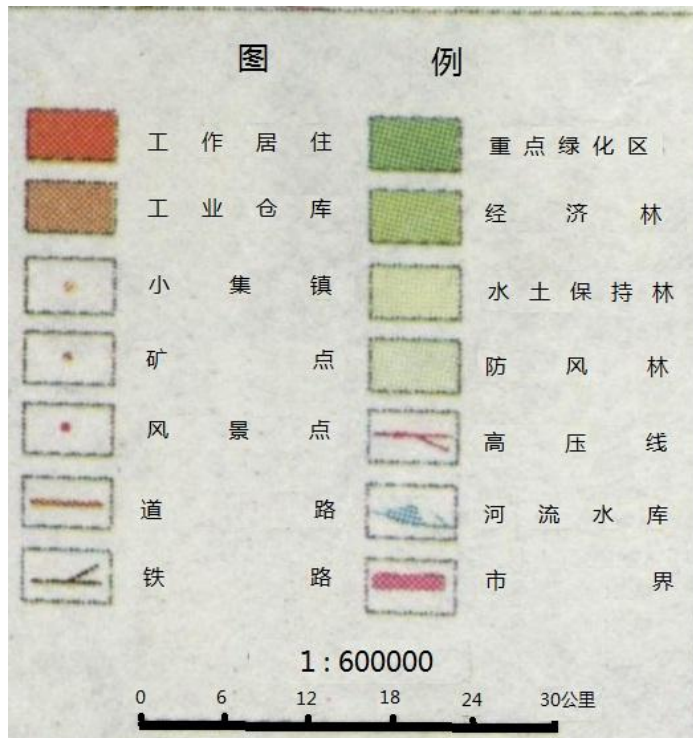 图例
工作居住
重点绿化区
工业仓库
经济林
小集镇
水土保持林
矿点
防风林
风景点
高压线
道路
河流水库
铁路
市界
1:600000
0 6 12 18 24 30公里